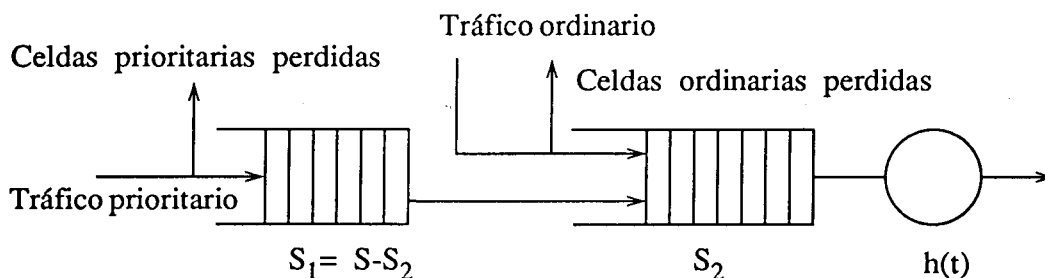 Tráfico ordinario
Celdas prioritarias perdidas
Celdas ordinarias perdidas
Tráfico prioritario
S₁= S-S₂
S₂
h(t)